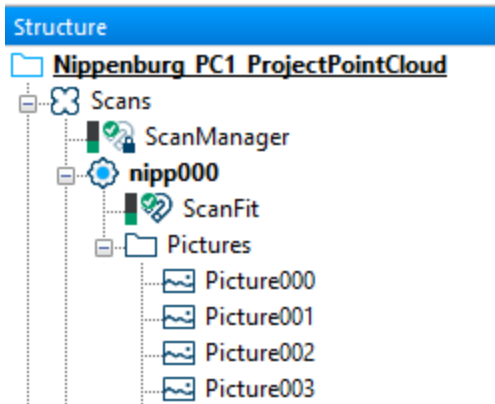 Structure
Nippenburg_PC1_ProjectPointCloud
Scans
ScanManager
nipp000
ScanFit
Pictures
Picture000
Picture001
Picture002
Picture003